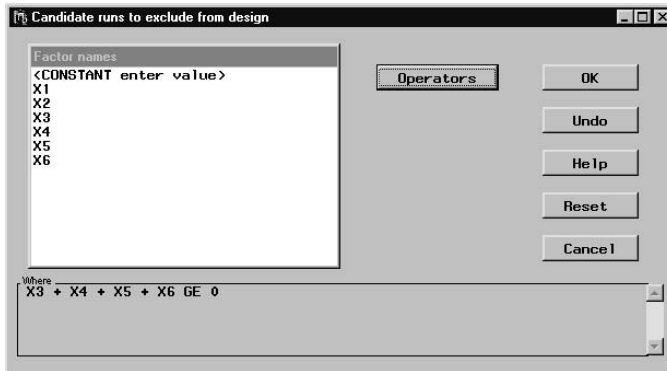 Candidate runs to exclude from design
Factor names
<CONSTANT enter value>
X1
X2
X3
X4
X5
X6
Operators
OK
Undo
Help
Reset
Cancel
Where
X3 + X4 + X5 + X6 GE 0